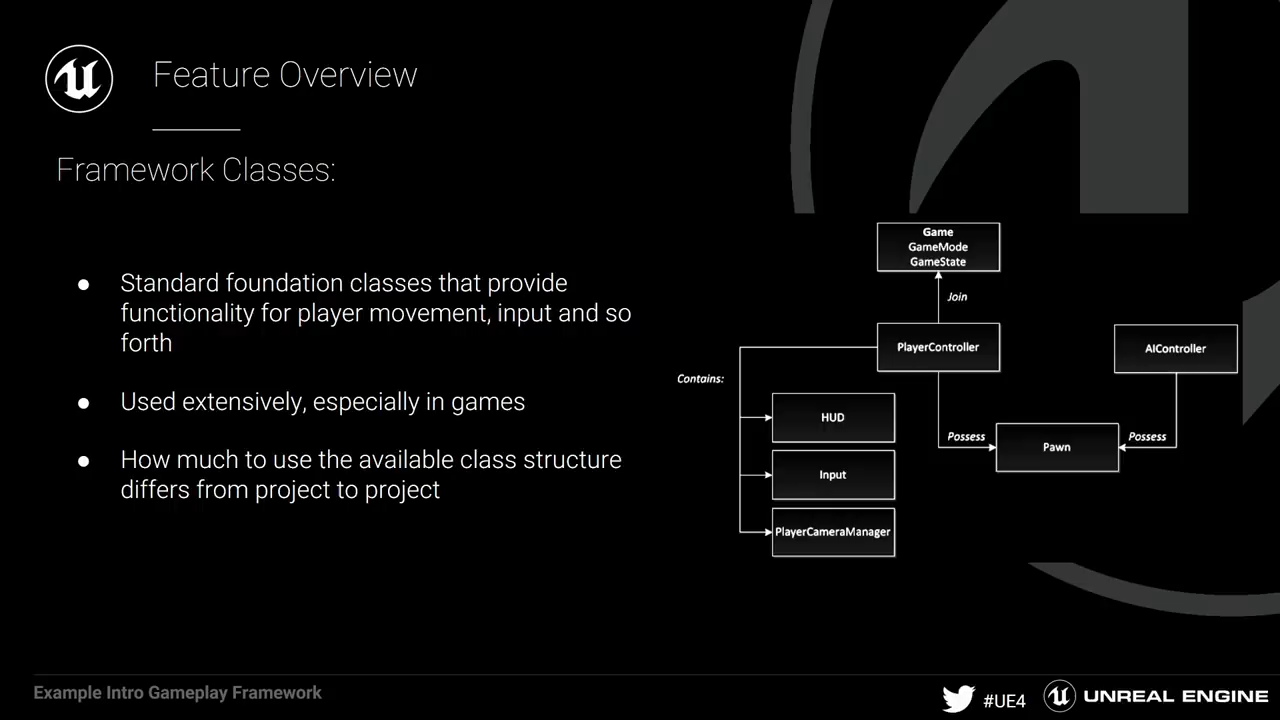 Feature Overview
Framework Classes:
● Standard foundation classes that provide
functionality for player movement, input and so
forth
● Used extensively, especially in games
● How much to use the available class structure
differs from project to project
Game
GameMode
GameState
Join
PlayerController
AIController
Contains:
HUD
Possess
Pawn
Possess
Input
PlayerCameraManager
Example Intro Gameplay Framework
#UE4
UNREAL ENGINE